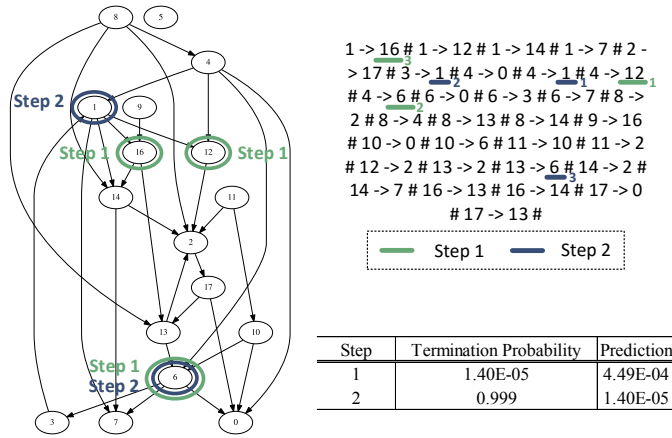 8
5
4
Step 2
1
9
Step 1
16
12
Step 1
14
11
2
17
13
10
Step 1
Step 2
6
3
7
0
1 -> 16 # 1 -> 12 # 1 -> 14 # 1 -> 7 # 2 -
3
> 17 # 3 -> 1 # 4 -> 0 # 4 -> 1 # 4 -> 12
2 1 1
# 4 -> 6 # 6 -> 0 # 6 -> 3 # 6 -> 7 # 8 ->
2
2 # 8 -> 4 # 8 -> 13 # 8 -> 14 # 9 -> 16
# 10 -> 0 # 10 -> 6 # 11 -> 10 # 11 -> 2
# 12 -> 2 # 13 -> 2 # 13 -> 6 # 14 -> 2 #
3
14 -> 7 # 16 -> 13 # 16 -> 14 # 17 -> 0
# 17 -> 13 #
Step 1 Step 2
Step Termination Probability Prediction
1 1.40E-05 4.49E-04
2 0.999 1.40E-05